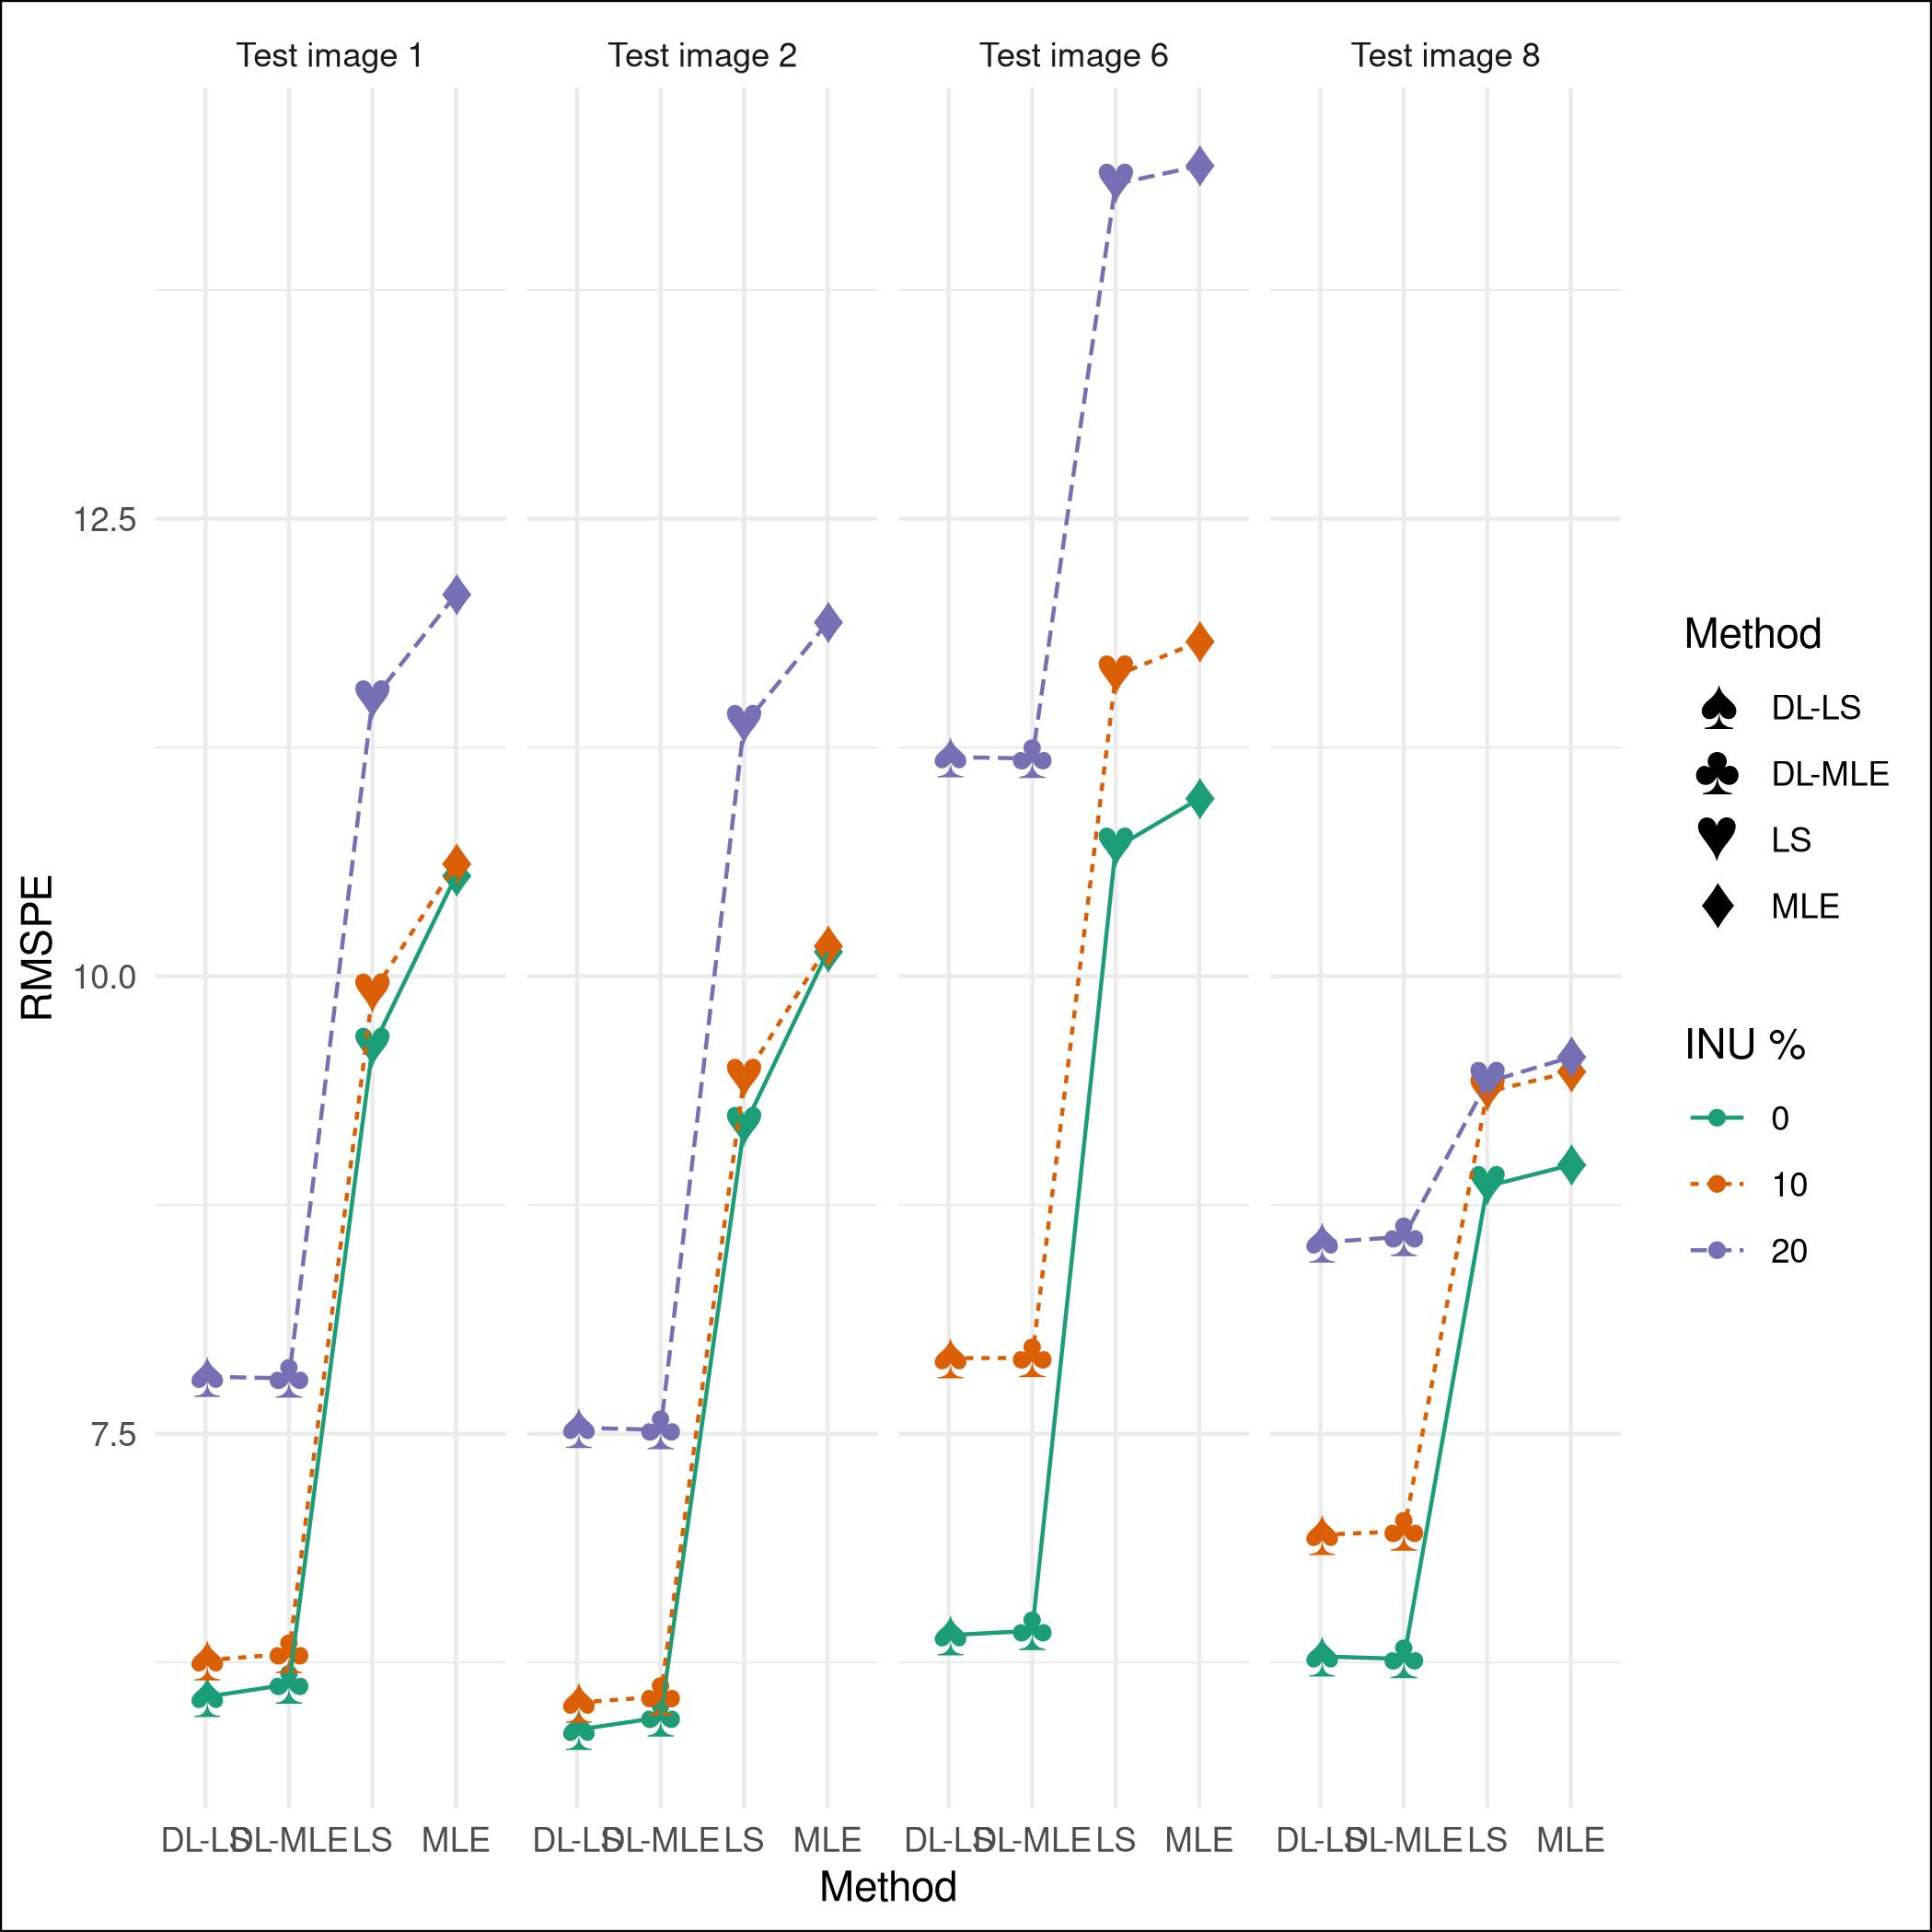 Test image 1 Test image 2 Test image 6 Test image 8
12.5
10.0
7.5
RMSPE
DL-LS DL-MLE LS MLE DL-LS DL-MLE LS MLE DL-LS DL-MLE LS MLE DL-LS DL-MLE LS MLE
Method
Method
DL-LS
DL-MLE
LS
MLE
INU %
0
10
20